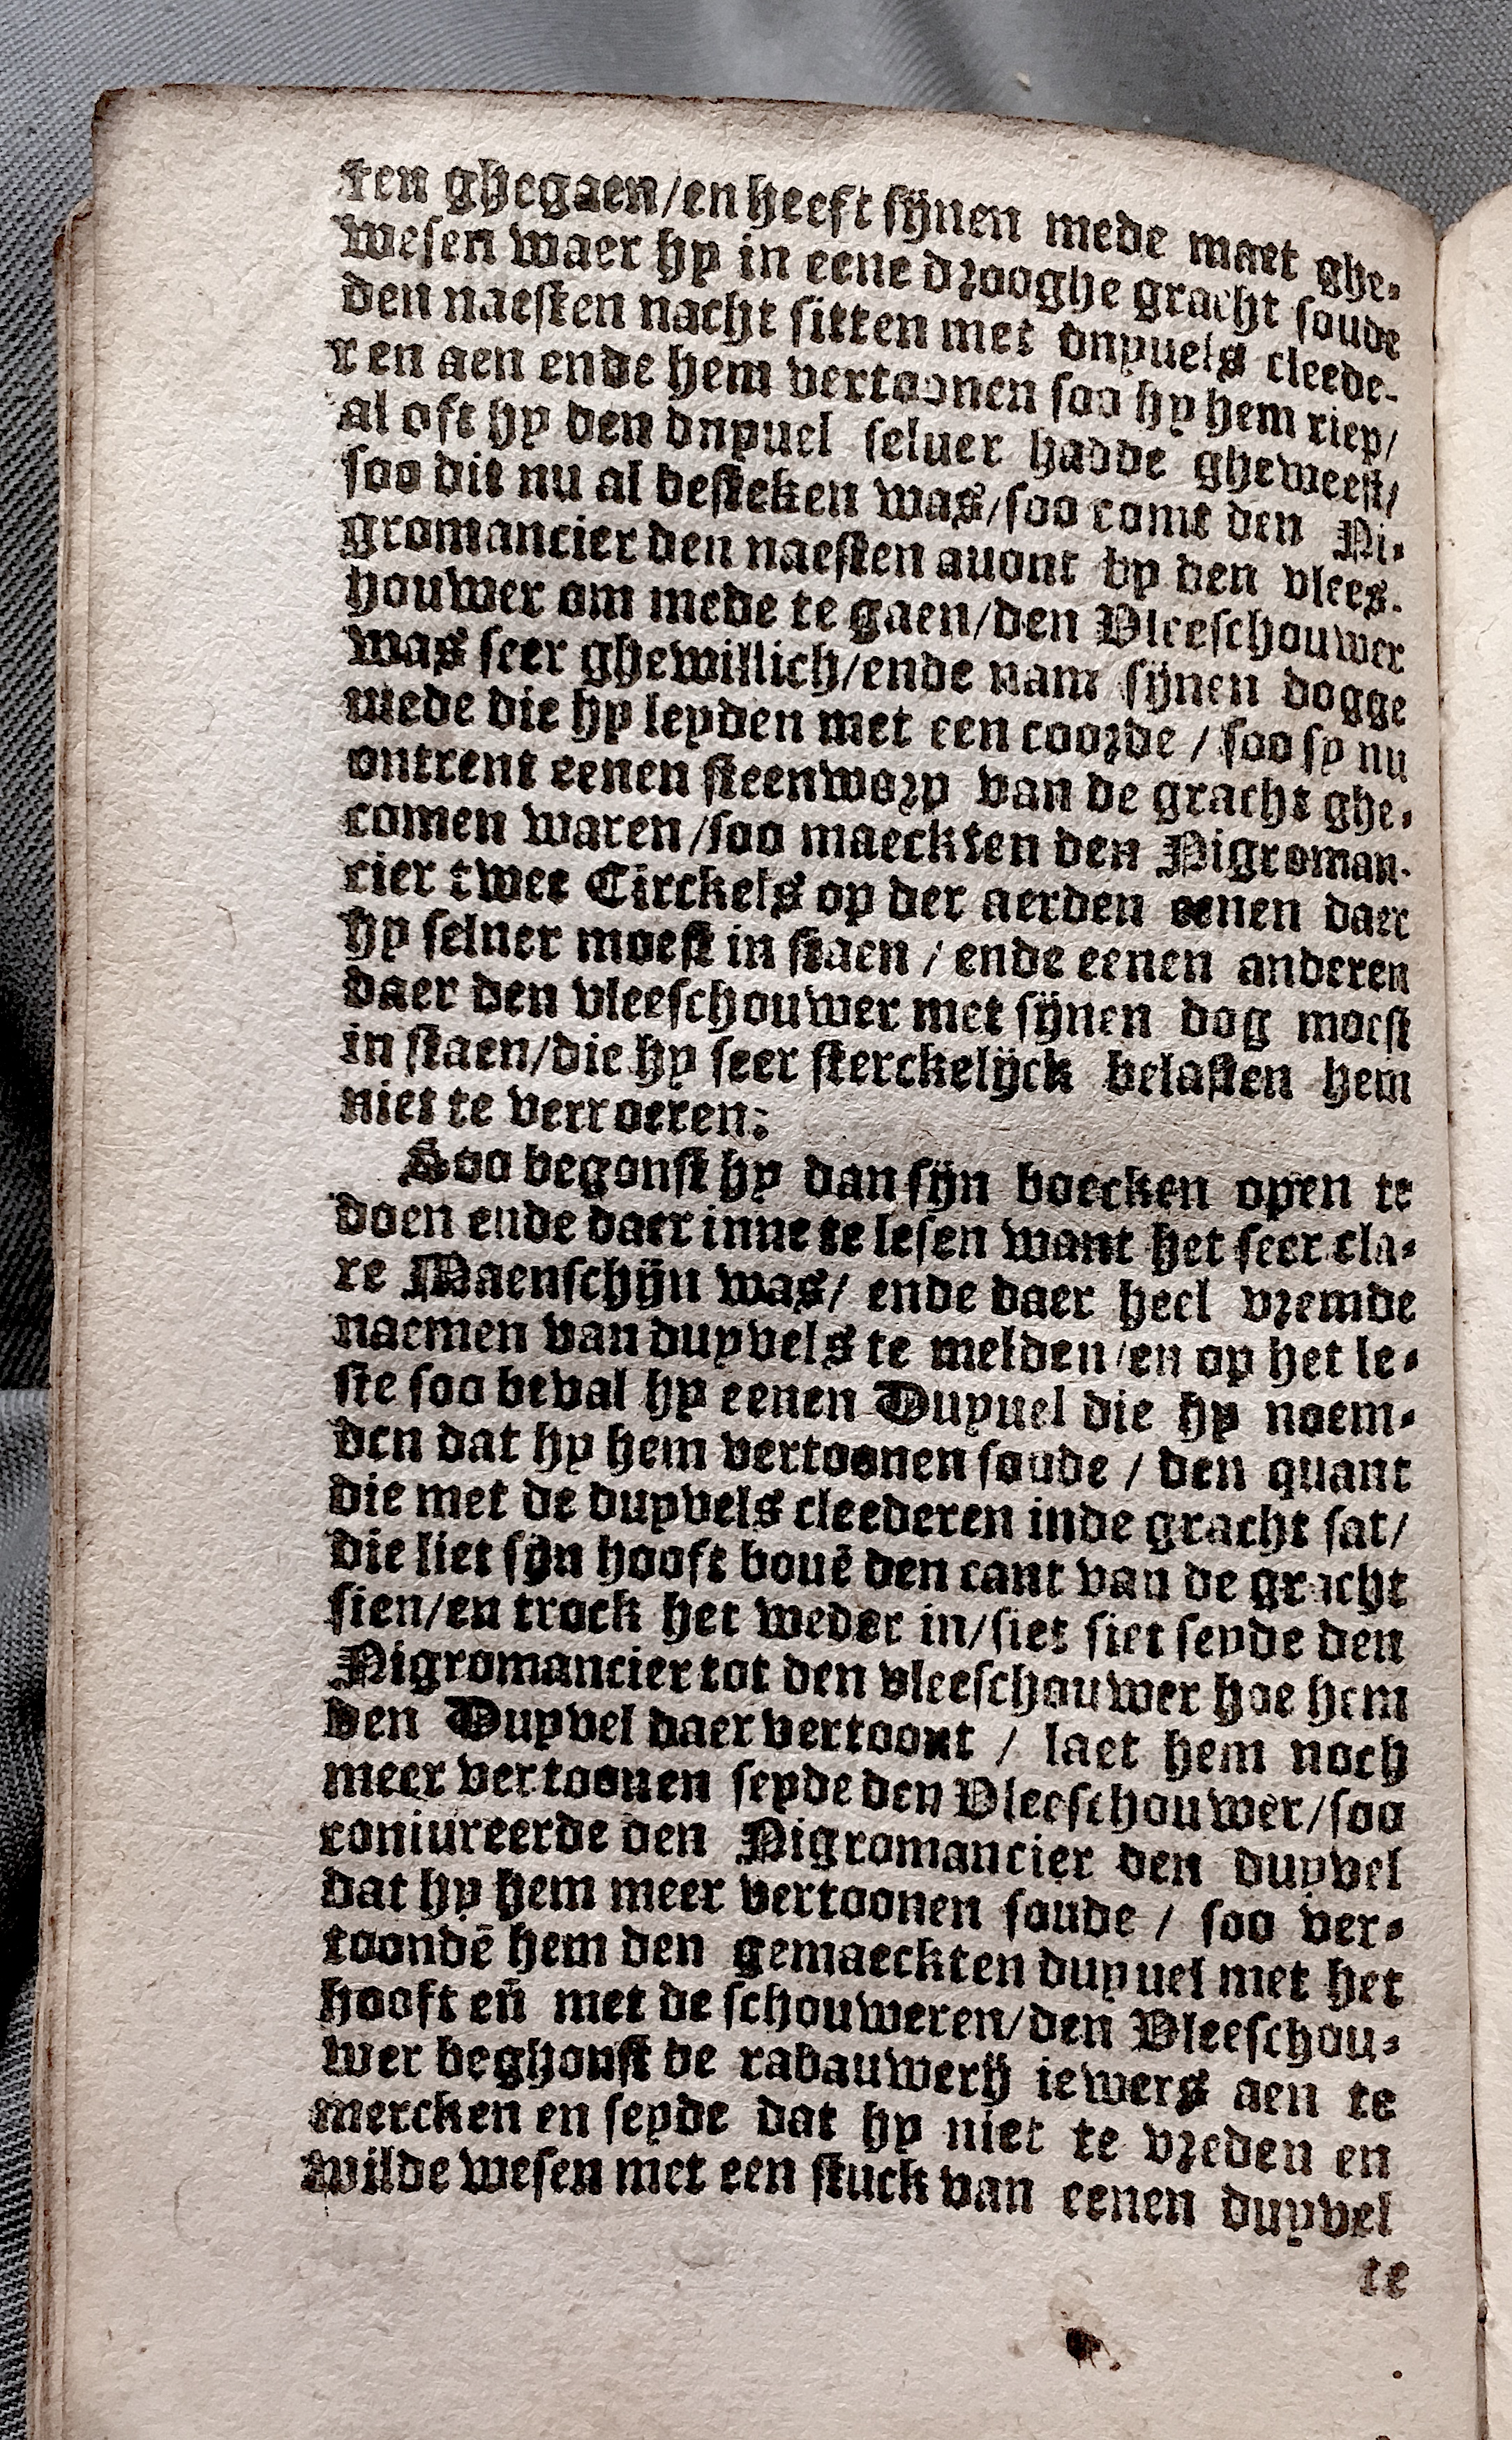 ten ghegaen/en heeft sijnen mede maet ghe-
wesen waer hy in eene drooghe gracht soude
den naesten nacht sitten met dnyuels cleede-
ren aen ende hem vertoonen soo hy hem riep/
al oft hy den dnyuel seluer hadde gheweest/
soo dit nu al besteken was/soo comt den Ni-
gromancier den naesten auont by den vlees-
houwer om mede te gaen/den Vleeschouwer
was seer ghewillich/ende nam sijnen dogge
mede die hy leyden met een coorde / soo sy nu
ontrent eenen steenworp van de gracht ghe-
comen waren/soo maeckten den Nigroman-
cier twee Circkels op der aerden eenen daer
hy selner moest in staen / ende eenen anderen
daer den vleeschouwer met sijnen dog moest
in staen/die hy seer sterckelijck belasten hem
niet te verroeren:
Soo begonst hy dan sijn boecken open te
doen ende daer inne te lesen want het seer cla-
re Maenschijn was/ ende daer heel vremde
naemen van duyvels te melden/en op het le-
ste soo beval hy eenen Duyuel die hy noem-
den dat hy hem vertoonen soude / den quant
die met de duyvels cleederen inde gracht sat/
die liet sijn hooft bouē den cant van de gracht
sien/en trock het weder in/siet siet seyde den
Nigromancier tot den vleeschouwer hoe hem
den Duyvel daer vertoont / laet hem noch
meer vertoonen seyde den Vleeschouwer/soo
coniureerde den Nigromancier den duyvel
dat hy hem meer vertoonen soude / soo ver-
toondē hem den gemaeckten duyuel met het
hooft eñ met de schouweren/den Vleeschou-
wer beghonst de rabauwerij iewers aen te
mercken en seyde dat hy niet te vreden en
wilde wesen met een stuck van eenen duyvel
te